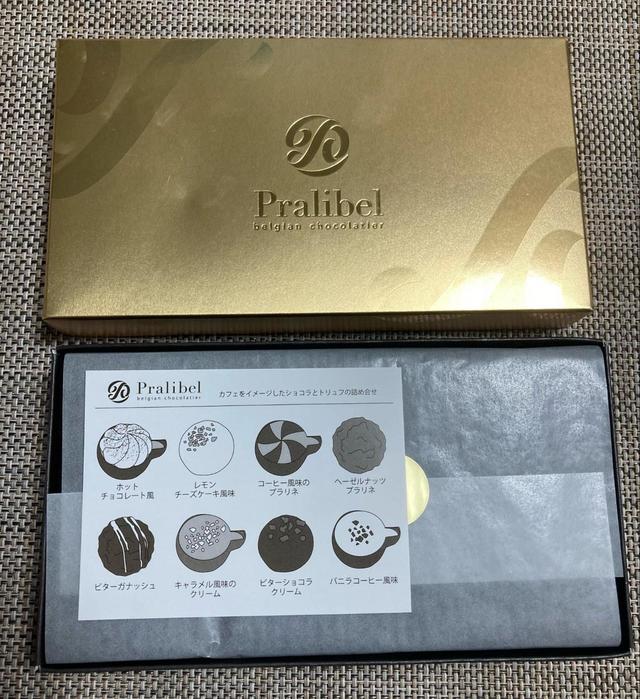 Pralibel
belgian chocolatier
Pralibel
belgian chocolatier
カフェをイメージしたショコラとトリュフの詰め合せ
ホット
チョコレート風
レモン
チーズケーキ風味
コーヒー風味の
プラリネ
ヘーゼルナッツ
プラリネ
ビターガナッシュ
キャラメル風味の
クリーム
ビターショコラ
クリーム
バニラコーヒー風味